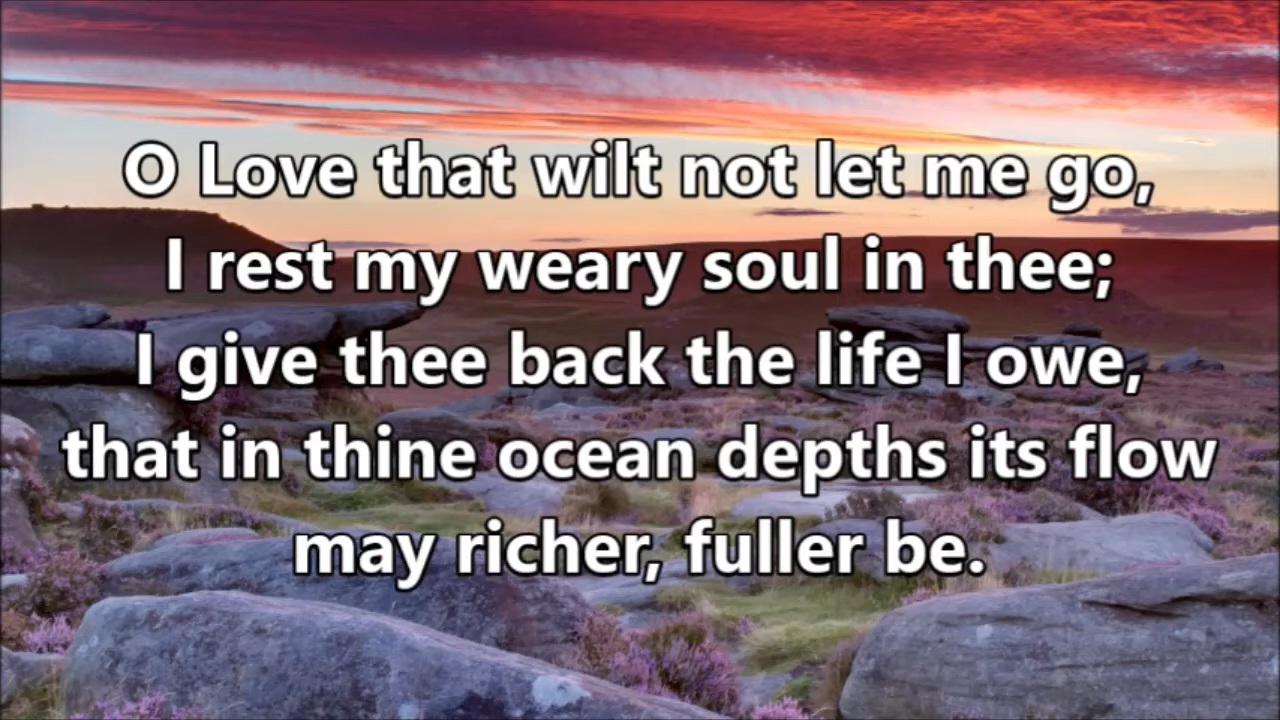 O Love that wilt not let me go,
I rest my weary soul in thee;
I give thee back the life I owe,
that in thine ocean depths its flow
may richer, fuller be.